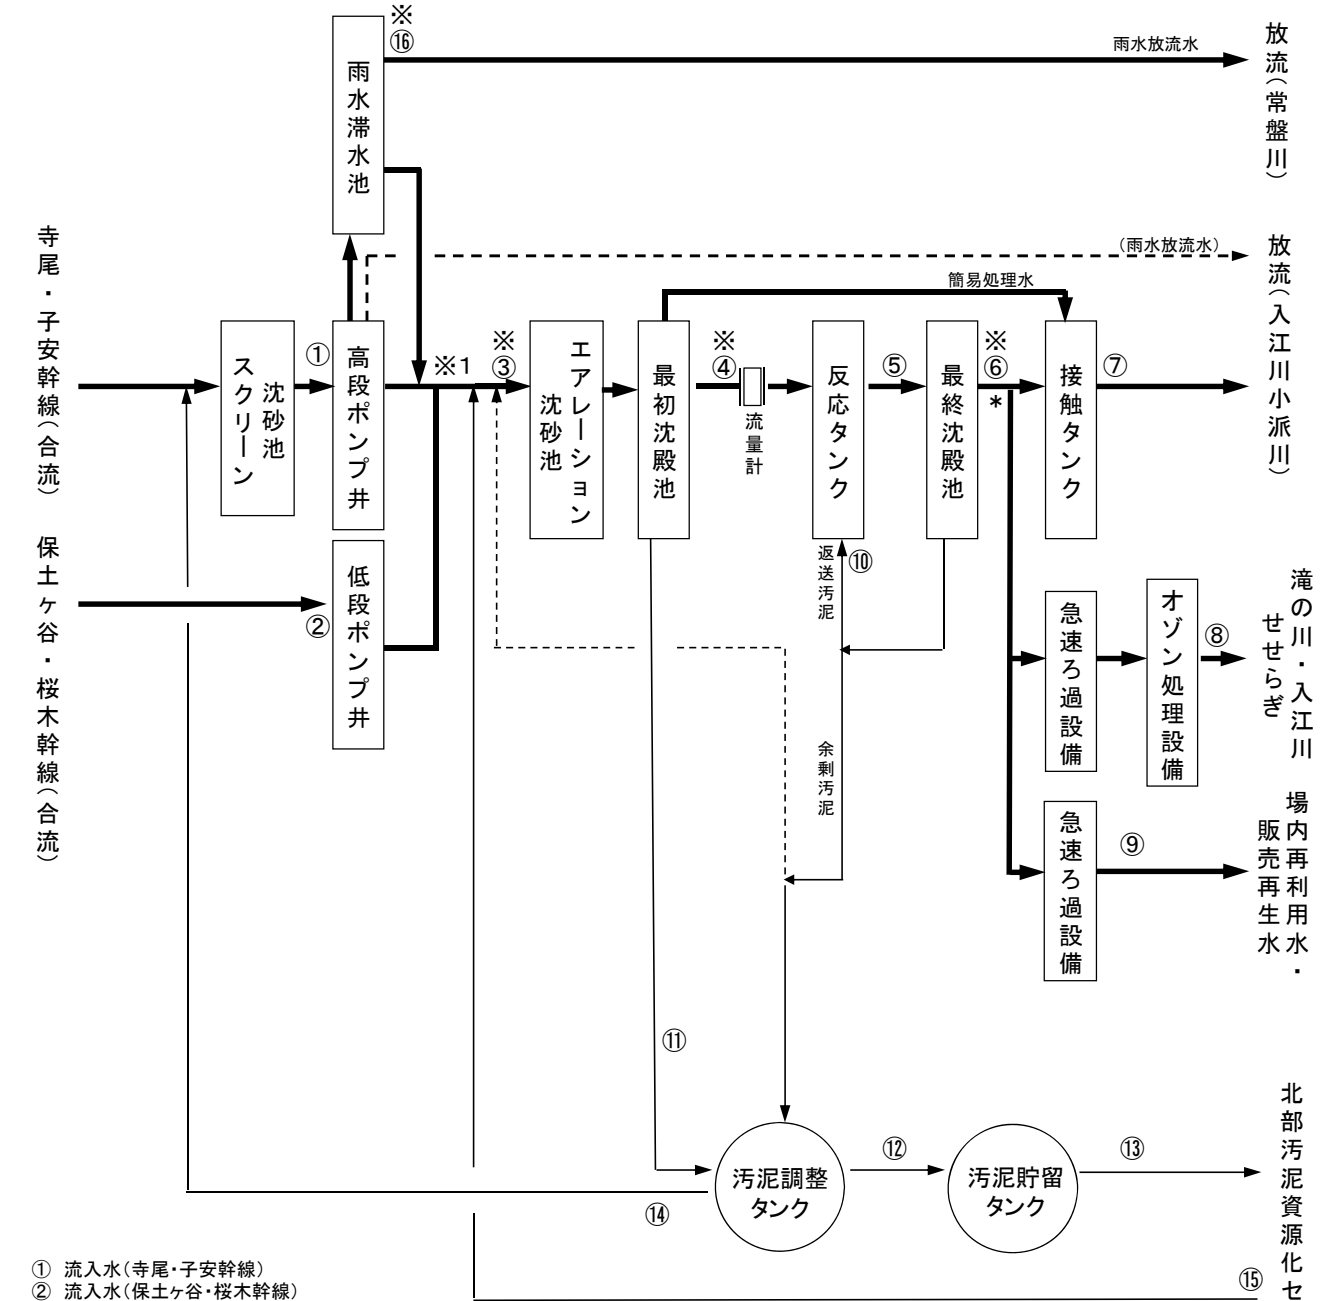 ※
⑯
雨水放流水
放流（常盤川）
雨水滞水池
寺尾・子安幹線（合流）
（雨水放流水）
放流（入江川小派川）
簡易処理水
沈砂池
スクリーン
①
高段ポンプ井
※1
※
③
エアレーション
沈砂池
最初沈殿池
※
④
流量計
反応タンク
⑤
最終沈殿池
※
⑥
*
接触タンク
⑦
保土ヶ谷・桜木幹線（合流）
②
低段ポンプ井
返送汚泥
⑩
余剰汚泥
急速ろ過設備
オゾン処理設備
⑧
滝の川・入江川
せせらぎ
急速ろ過設備
⑨
場内再利用水・
販売再生水
⑪
汚泥調整
タンク
⑫
汚泥貯留
タンク
⑬
北部汚泥資源化セ
⑭
⑮
① 流入水（寺尾・子安幹線）
② 流入水（保土ヶ谷・桜木幹線）